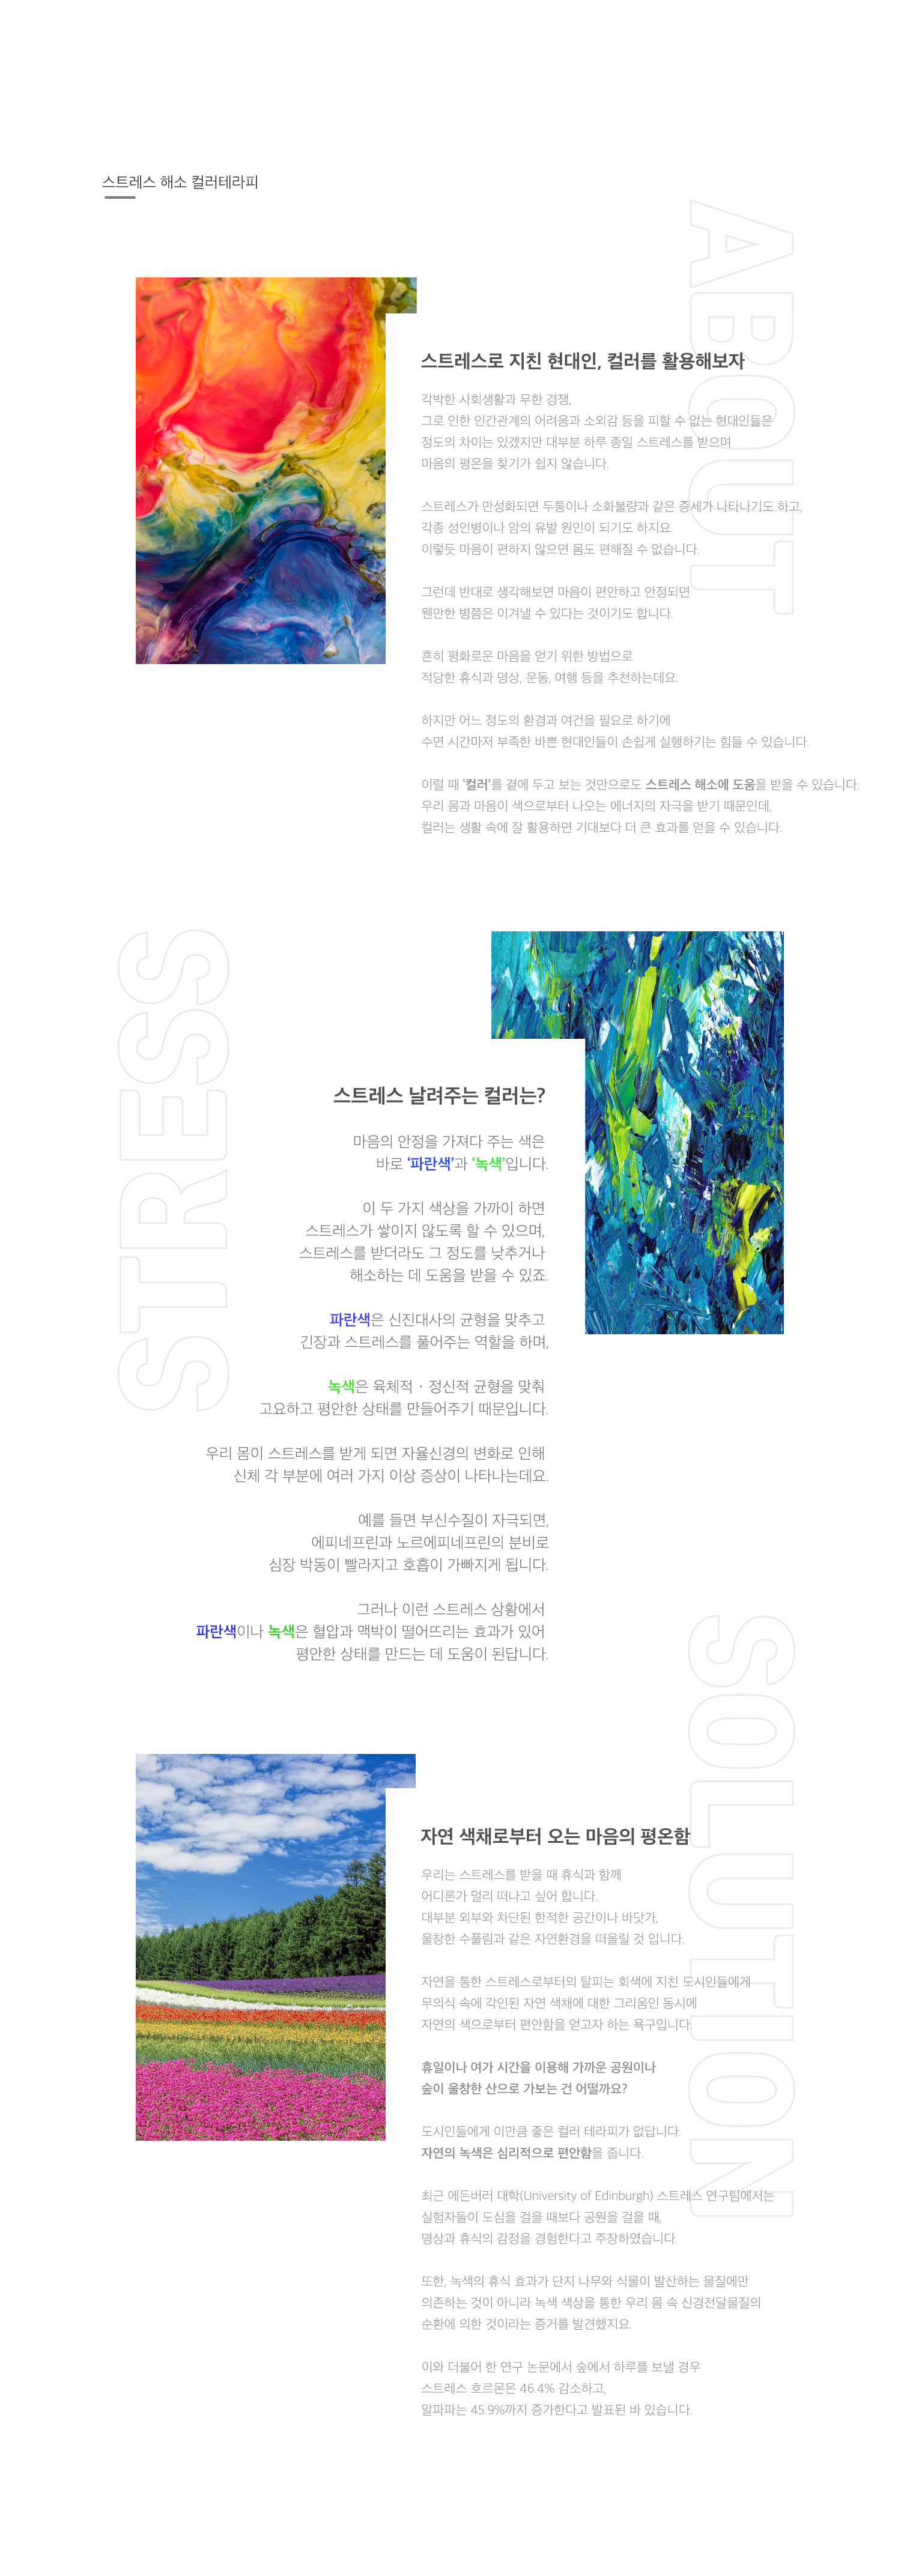 스트레스 해소 컬러테라피
ABOUT
스트레스로 지친 현대인, 컬러를 활용해보자
각박한 사회생활과 무한 경쟁,
그로 인한 인간관계의 어려움과 소외감 등을 피할 수 없는 현대인들은
정도의 차이는 있겠지만 대부분 하루 종일 스트레스를 받으며
마음의 평온을 찾기가 쉽지 않습니다.
스트레스가 만성화되면 두통이나 소화불량과 같은 증세가 나타나기도 하고,
각종 성인병이나 암의 유발 원인이 되기도 하지요.
이렇듯 마음이 편하지 않으면 몸도 편해질 수 없습니다.
그런데 반대로 생각해보면 마음이 편안하고 안정되면
웬만한 병쯤은 이겨낼 수 있다는 것이기도 합니다.
흔히 평화로운 마음을 얻기 위한 방법으로
적당한 휴식과 명상, 운동, 여행 등을 추천하는데요.
하지만 어느 정도의 환경과 여건을 필요로 하기에
수면 시간마저 부족한 바쁜 현대인들이 손쉽게 실행하기는 힘들 수 있습니다.
이럴 때 ‘컬러’를 곁에 두고 보는 것만으로도 스트레스 해소에 도움을 받을 수 있습니다.
우리 몸과 마음이 색으로부터 나오는 에너지의 자극을 받기 때문인데,
컬러는 생활 속에 잘 활용하면 기대보다 더 큰 효과를 얻을 수 있습니다.
STRESS
스트레스 날려주는 컬러는?
마음의 안정을 가져다 주는 색은
바로 ‘파란색’과 ‘녹색’입니다.
이 두 가지 색상을 가까이 하면
스트레스가 쌓이지 않도록 할 수 있으며,
스트레스를 받더라도 그 정도를 낮추거나
해소하는 데 도움을 받을 수 있죠.
파란색은 신진대사의 균형을 맞추고
긴장과 스트레스를 풀어주는 역할을 하며,
녹색은 육체적 · 정신적 균형을 맞춰
고요하고 평안한 상태를 만들어주기 때문입니다.
우리 몸이 스트레스를 받게 되면 자율신경의 변화로 인해
신체 각 부분에 여러 가지 이상 증상이 나타나는데요.
예를 들면 부신수질이 자극되면,
에피네프린과 노르에피네프린의 분비로
심장 박동이 빨라지고 호흡이 가빠지게 됩니다.
그러나 이런 스트레스 상황에서
파란색이나 녹색은 혈압과 맥박이 떨어뜨리는 효과가 있어
평안한 상태를 만드는 데 도움이 된답니다.
SOLUTION
자연 색채로부터 오는 마음의 평온함
우리는 스트레스를 받을 때 휴식과 함께
어디론가 멀리 떠나고 싶어 합니다.
대부분 외부와 차단된 한적한 공간이나 바닷가,
울창한 수풀림과 같은 자연환경을 떠올릴 것 입니다.
자연을 통한 스트레스로부터의 탈피는 회색에 지친 도시인들에게
무의식 속에 각인된 자연 색채에 대한 그리움인 동시에
자연의 색으로부터 편안함을 얻고자 하는 욕구입니다.
휴일이나 여가 시간을 이용해 가까운 공원이나
숲이 울창한 산으로 가보는 건 어떨까요?
도시인들에게 이만큼 좋은 컬러 테라피가 없답니다.
자연의 녹색은 심리적으로 편안함을 줍니다.
최근 에든버러 대학(University of Edinburgh) 스트레스 연구팀에서는
실험자들이 도심을 걸을 때보다 공원을 걸을 때,
명상과 휴식의 감정을 경험한다고 주장하였습니다.
또한, 녹색의 휴식 효과가 단지 나무와 식물이 발산하는 물질에만
의존하는 것이 아니라 녹색 색상을 통한 우리 몸 속 신경전달물질의
순환에 의한 것이라는 증거를 발견했지요.
이와 더불어 한 연구 논문에서 숲에서 하루를 보낼 경우
스트레스 호르몬은 46.4% 감소하고,
알파파는 45.9%까지 증가한다고 발표된 바 있습니다.